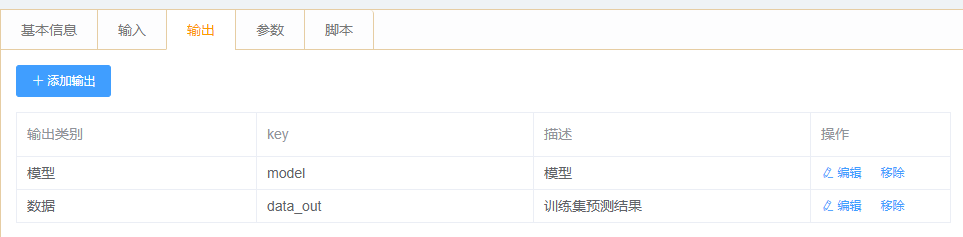 基本信息 输入 输出 参数 脚本
添加输出
输出类别 key 描述 操作
模型 model 模型 编辑 移除
数据 data_out 训练集预测结果 编辑 移除